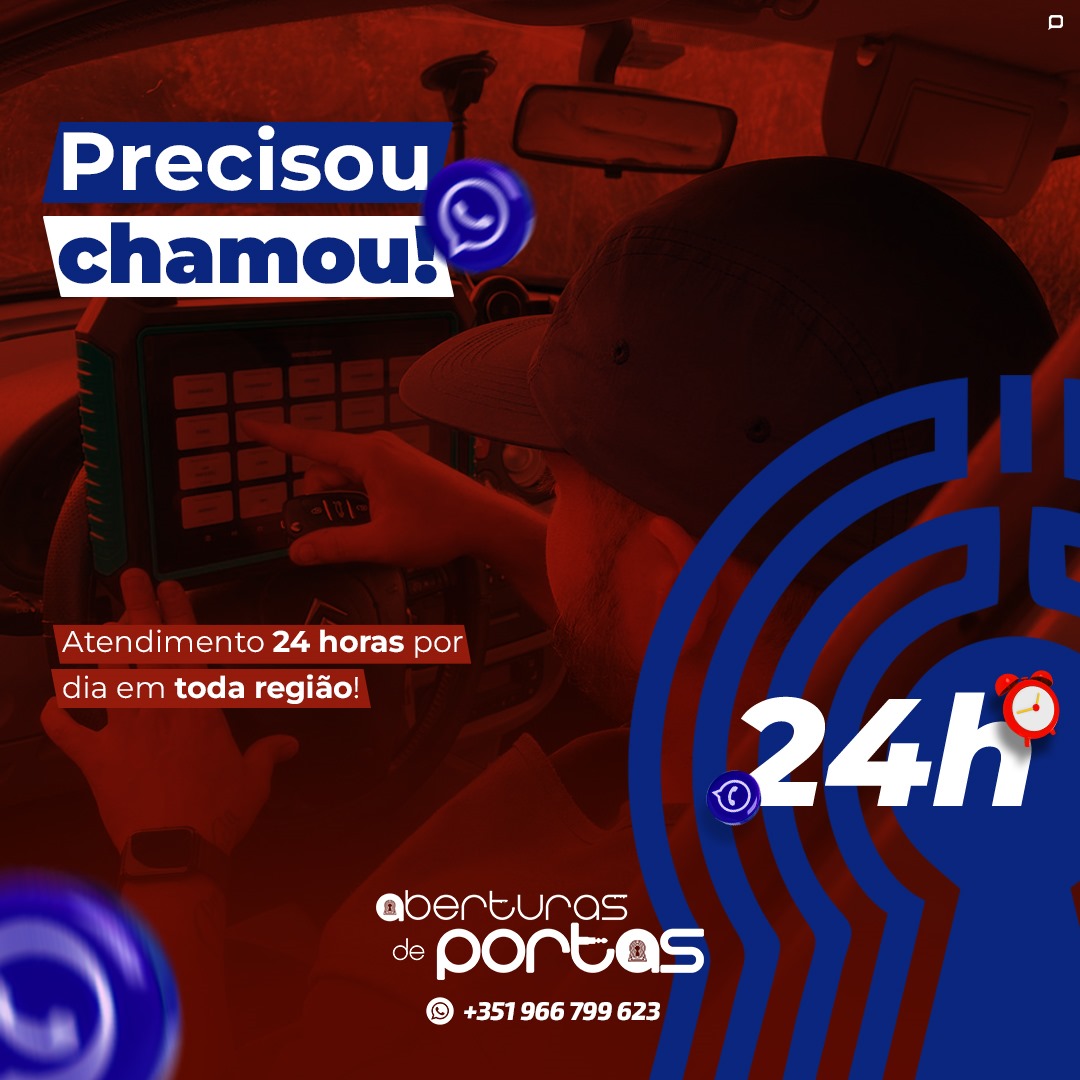 Precisou
chamou!
Atendimento 24 horas por
dia em toda região!
24h
aberturas
de portas
+351 966 799 623